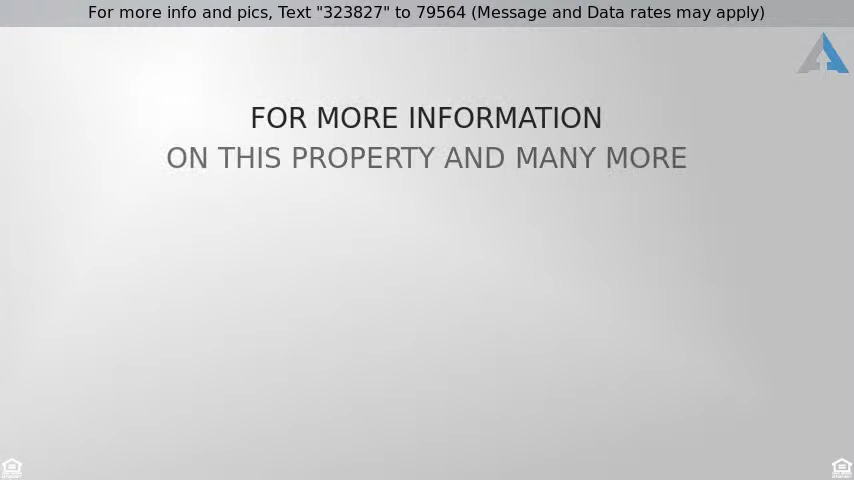 For more info and pics, Text "323827" to 79564 (Message and Data rates may apply)
FOR MORE INFORMATION
ON THIS PROPERTY AND MANY MORE